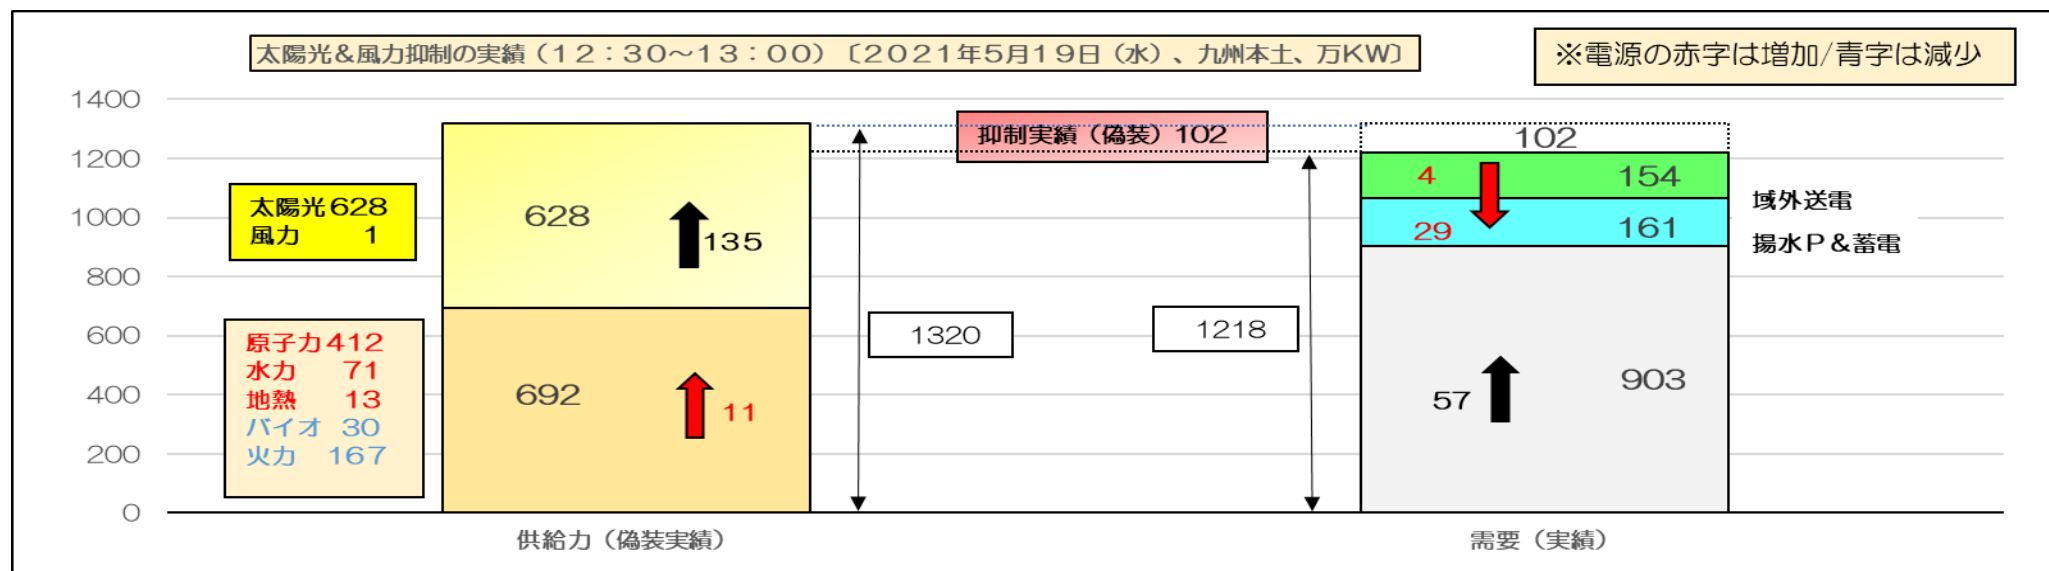 太陽光&風力抑制の実績（１２：３０～１３：００）〔２０２１年５月１９日（水）、九州本土、万KW〕
※電源の赤字は増加/青字は減少
1400
1200
1000
800
600
400
200
0
太陽光628
風力 1
原子力412
水力 71
地熱 13
バイオ 30
火力 167
628
135
692
11
1320
抑制実績（偽装）102
1218
102
4 154
29 161
57 903
域外送電
揚水Ｐ＆蓄電
供給力（偽装実績）
需要（実績）